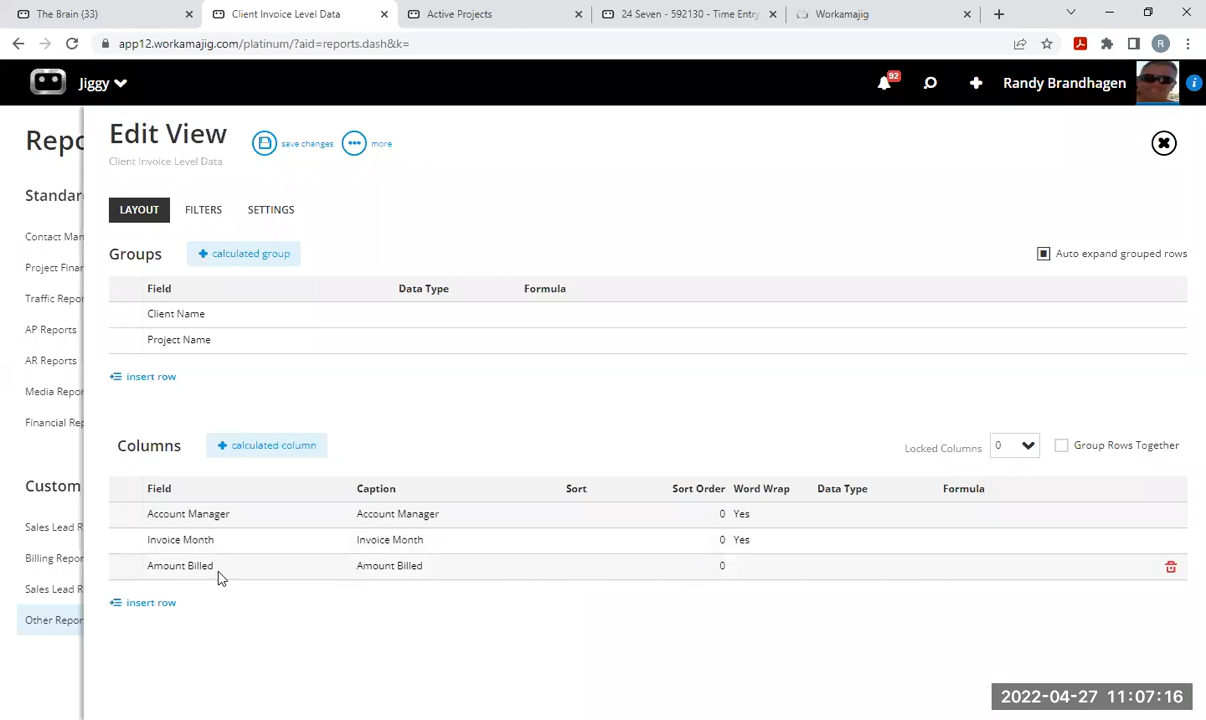 The Brain (33)
Client Invoice Level Data
Active Projects
24 Seven - 592130 - Time Entry
Workamajig
app12.workamajig.com/platinum/?aid=reports.dash&k=
R
Jiggy
92
Randy Brandhagen
i
Repo
Edit View
save changes
more
Client Invoice Level Data
Standar
LAYOUT
FILTERS
SETTINGS
Contact Man
Groups
calculated group
Auto expand grouped rows
Project Finan
Field
Data Type
Formula
Traffic Repo
Client Name
AP Reports
Project Name
AR Reports
insert row
Media Repor
Financial Rep
Columns
calculated column
Locked Columns
0
Group Rows Together
Custom
Field
Caption
Sort
Sort Order
Word Wrap
Data Type
Formula
Account Manager
Account Manager
0
Yes
Sales Lead R
Invoice Month
Invoice Month
0
Yes
Billing Repor
Amount Billed
Amount Billed
0
Sales Lead R
insert row
Other Repor
2022-04-27 11:07:16